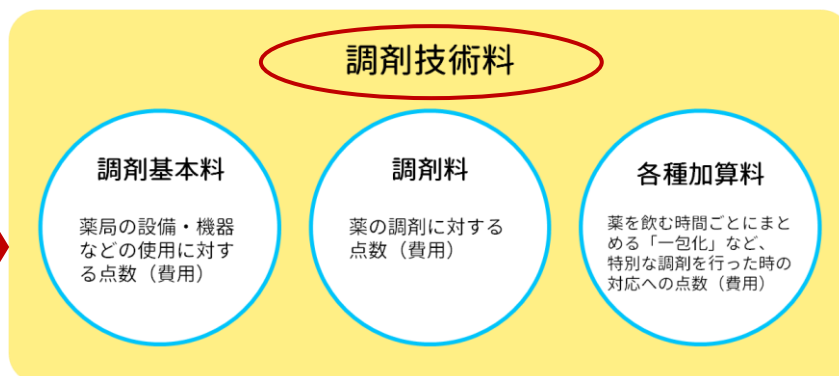 調剤技術料
調剤基本料
薬局の設備・機器
などの使用に対す
る点数（費用）
調剤料
薬の調剤に対する
点数（費用）
各種加算料
薬を飲む時間ごとにまと
める「一包化」など、
特別な調剤を行った時の
対応への点数（費用）